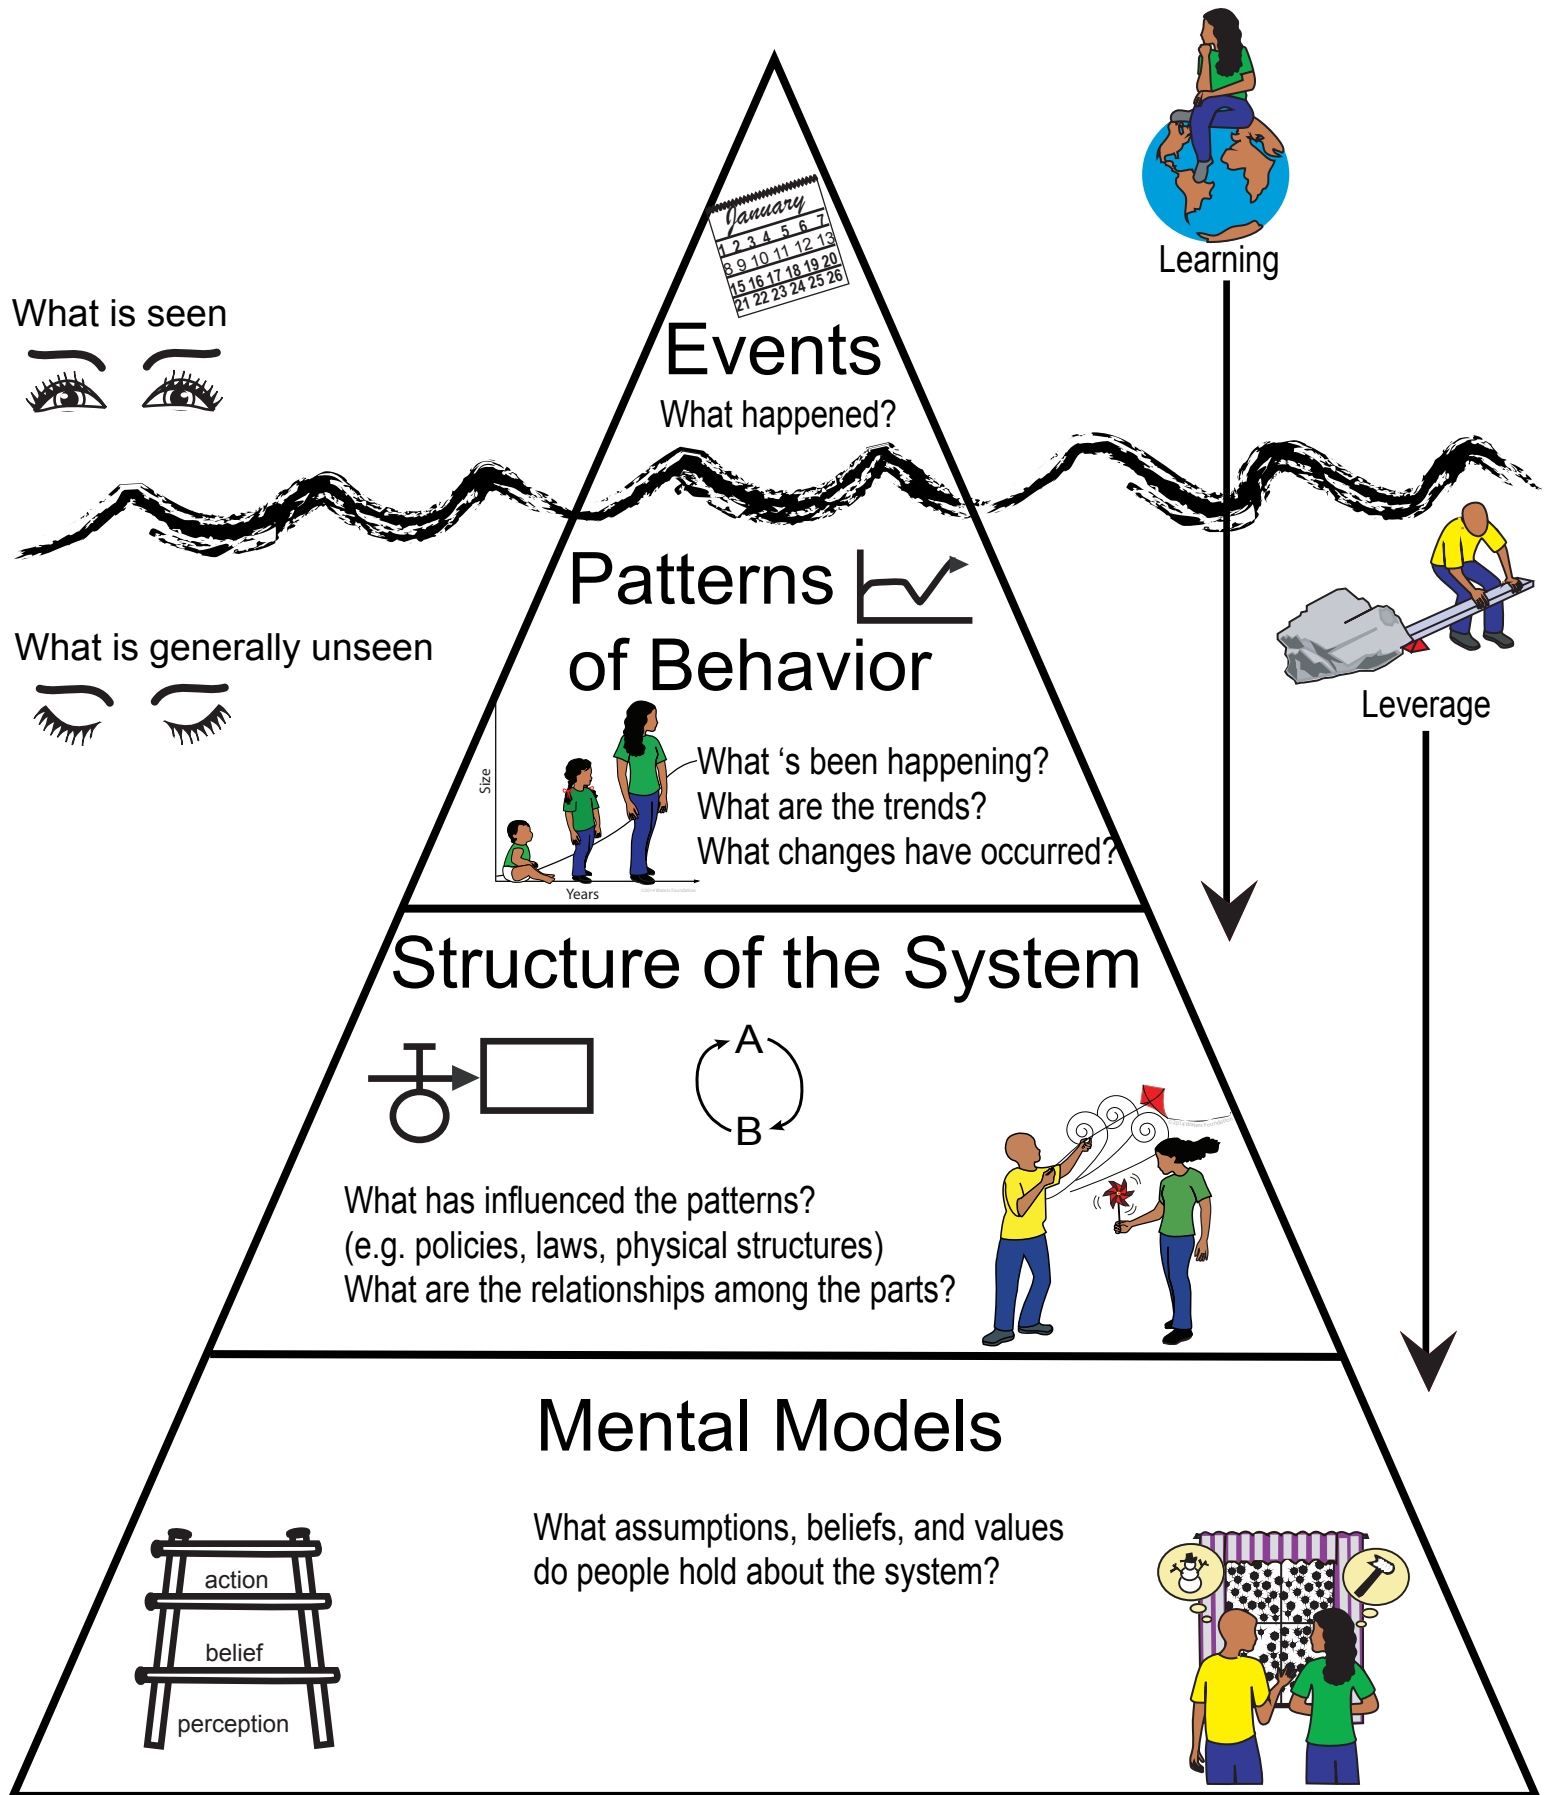 January
1 2 3 4 5 6 7
8 9 10 11 12 13
15 16 17 18 19 20
21 22 23 24 25 26
Learning
What is seen
Events
What happened?
Patterns
of Behavior
What is generally unseen
Leverage
What 's been happening?
What are the trends?
What changes have occurred?
Size
Years
Structure of the System
A
B
What has influenced the patterns?
(e.g. policies, laws, physical structures)
What are the relationships among the parts?
Mental Models
What assumptions, beliefs, and values
do people hold about the system?
action
belief
perception